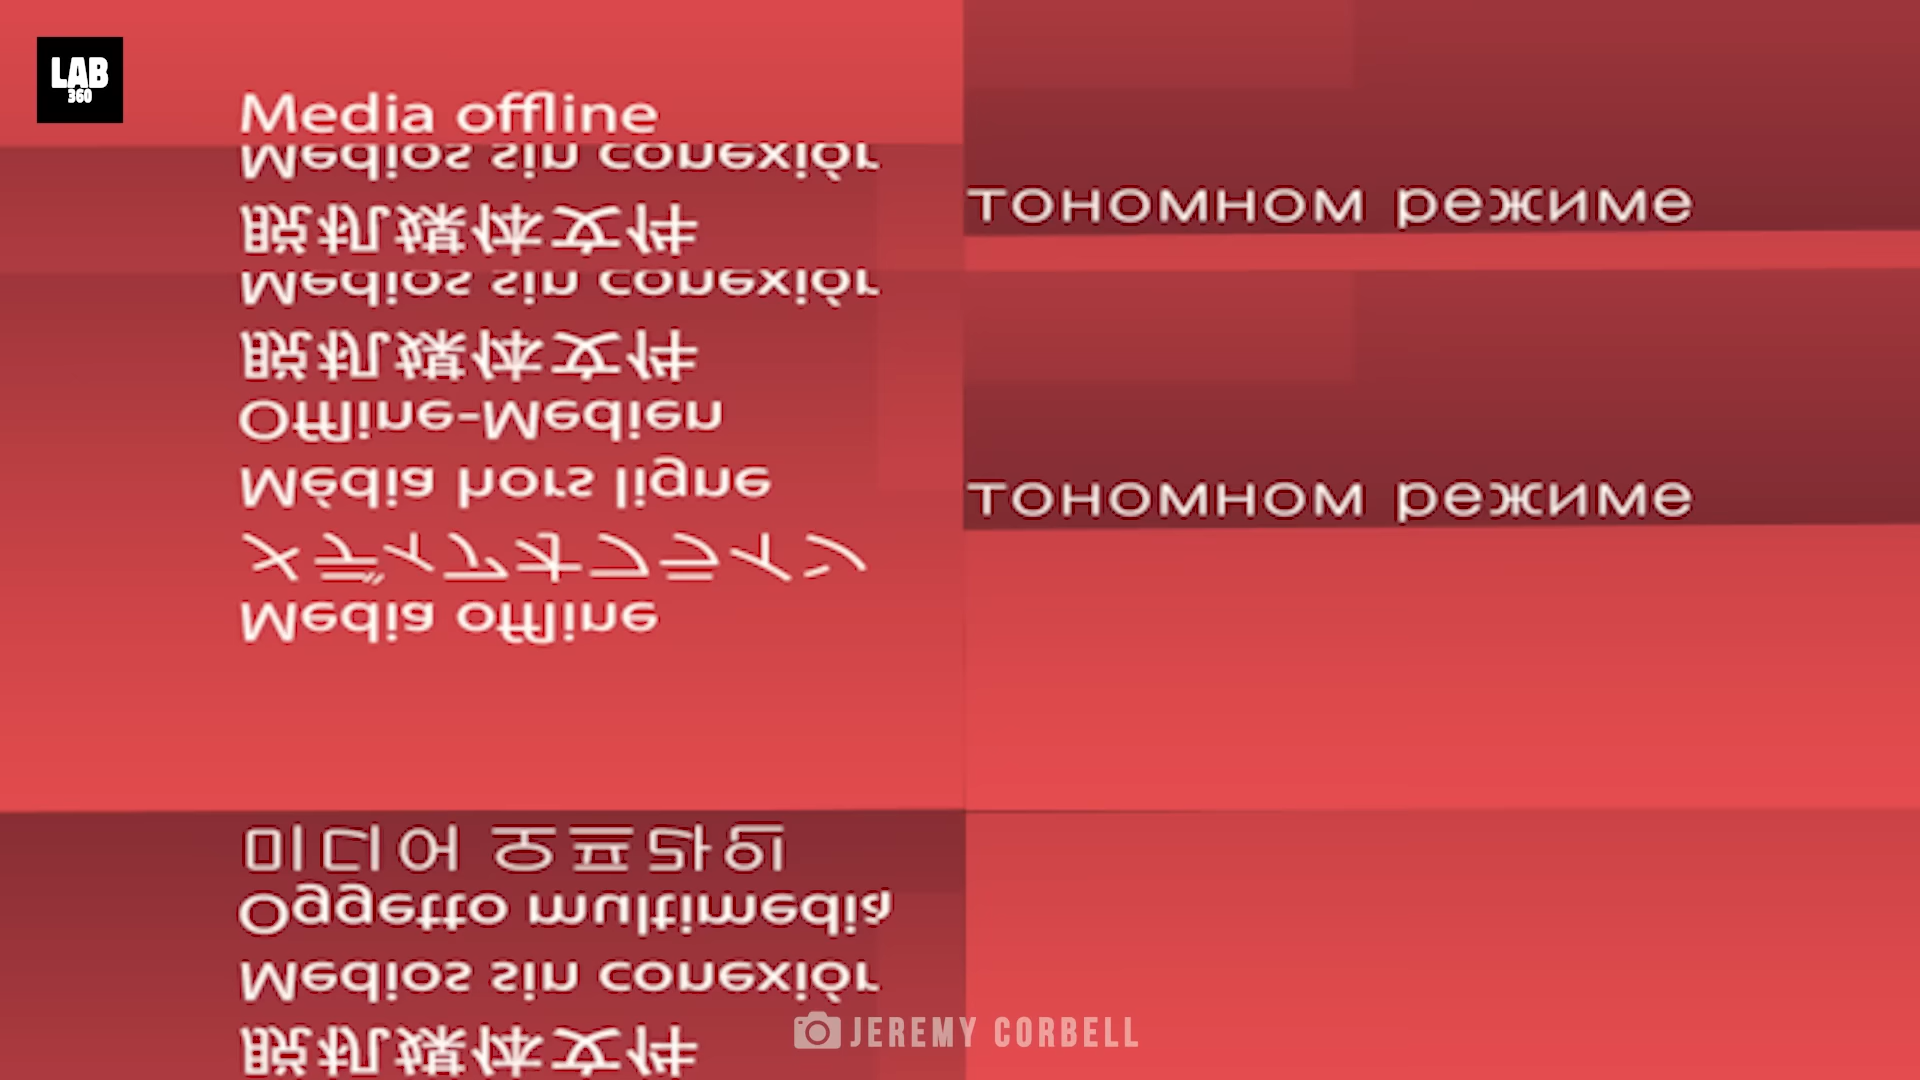 LAB
360
Media offline
Medios sin conexión
脱机媒体文件
тономном режиме
Medios sin conexión
脱机媒体文件
Offline-Medien
Média hors ligne
тономном режиме
メディアオフライン
Media offline
미디어 오프라인
Oggetto multimedia
Medios sin conexión
脱机媒体文件
JEREMY CORBELL